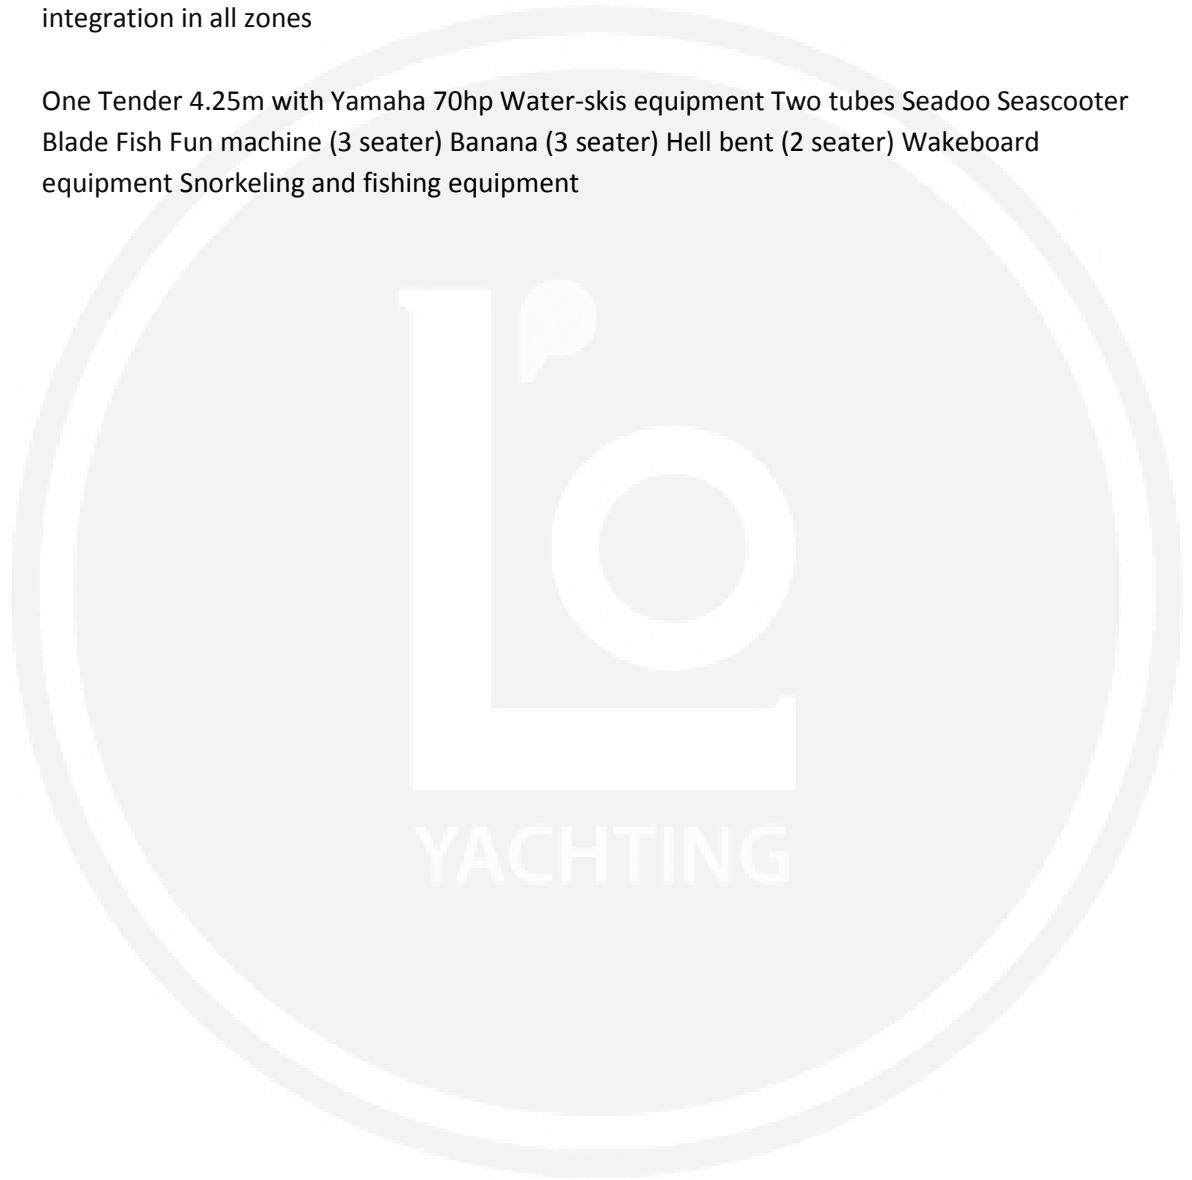 integration in all zones
One Tender 4.25m with Yamaha 70hp Water-skis equipment Two tubes Seadoo Seascooter
Blade Fish Fun machine (3 seater) Banana (3 seater) Hell bent (2 seater) Wakeboard
equipment Snorkeling and fishing equipment
L'O
YACHTING